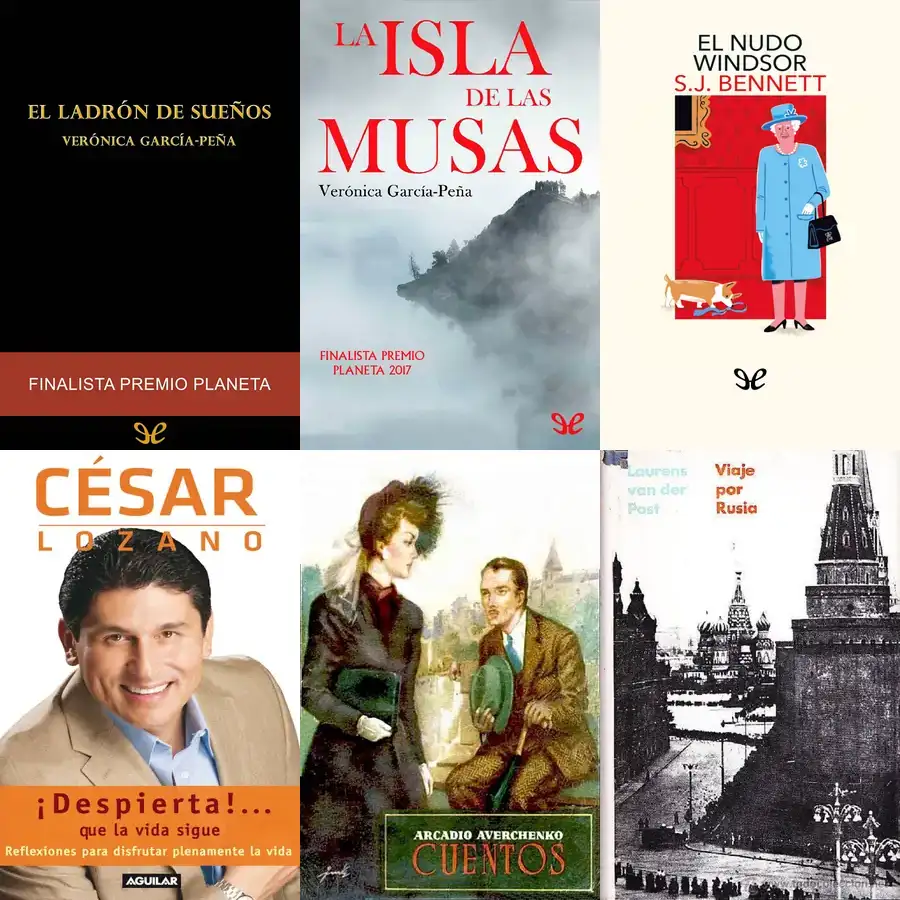 EL LADRÓN DE SUEÑOS
VERÓNICA GARCÍA-PEÑA
FINALISTA PREMIO PLANETA
LA ISLA
DE LAS
MUSAS
Verónica García-Peña
FINALISTA PREMIO
PLANETA 2017
EL NUDO
WINDSOR
S.J. BENNETT
CÉSAR
LOZANO
¡Despierta!...
que la vida sigue
Reflexiones para disfrutar plenamente la vida
AGUILAR
ARCADIO AVERCHENKO
CUENTOS
Laurens
van der
Post
Viaje
por
Rusia